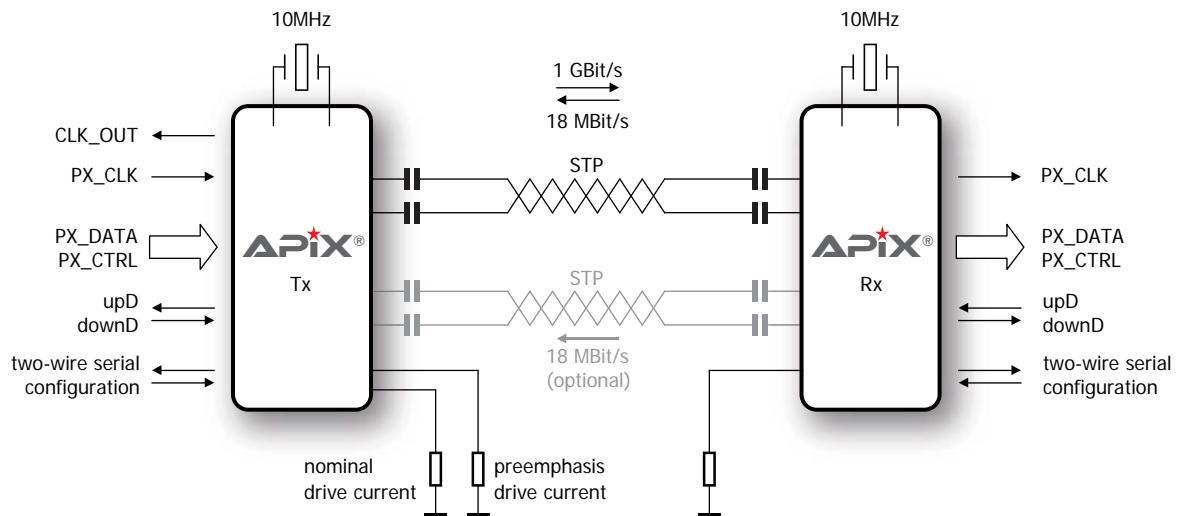 10MHz
10MHz
1 GBit/s
18 MBit/s
CLK_OUT
PX_CLK
STP
PX_CLK
PX_DATA
PX_CTRL
APiX®
Tx
APiX®
Rx
PX_DATA
PX_CTRL
upD
downD
STP
upD
downD
18 MBit/s
(optional)
two-wire serial
configuration
two-wire serial
configuration
nominal
drive current
preemphasis
drive current